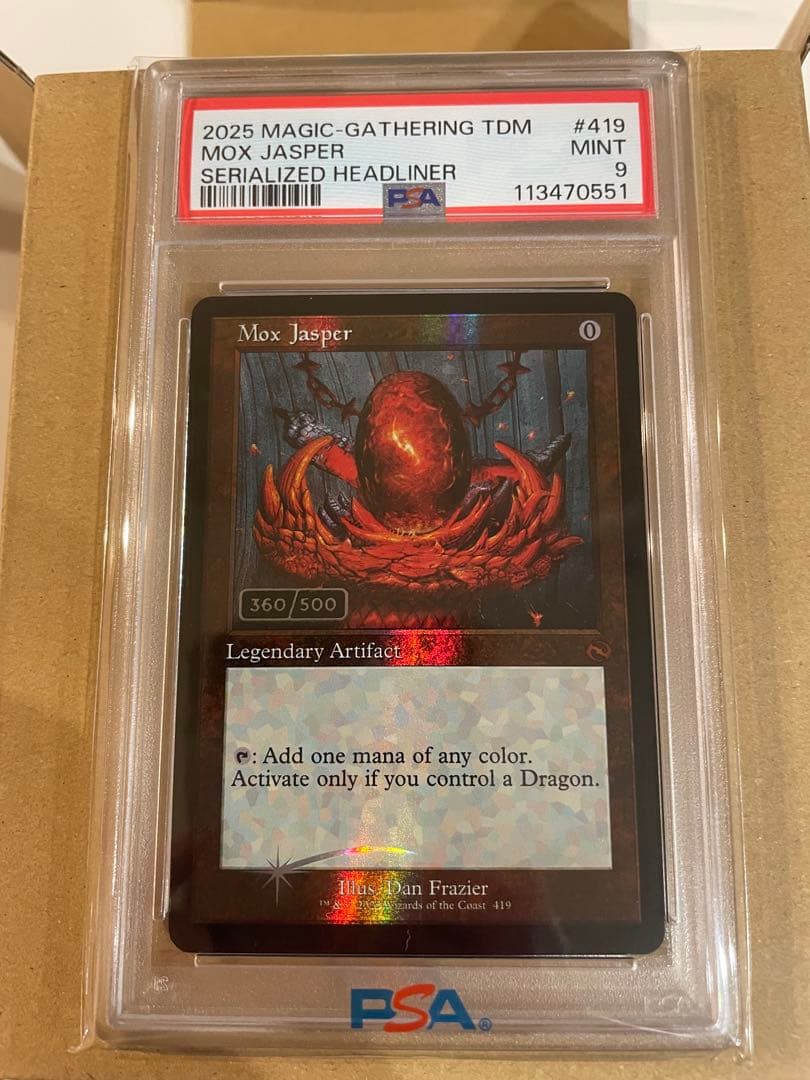 2025 MAGIC-GATHERING TDM #419
MOX JASPER MINT
SERIALIZED HEADLINER 9
PSA 113470551
Mox Jasper 0
360/500
Legendary Artifact
: Add one mana of any color.
Activate only if you control a Dragon.
Illus. Dan Frazier
™ & Wizards of the Coast 419
PSA®